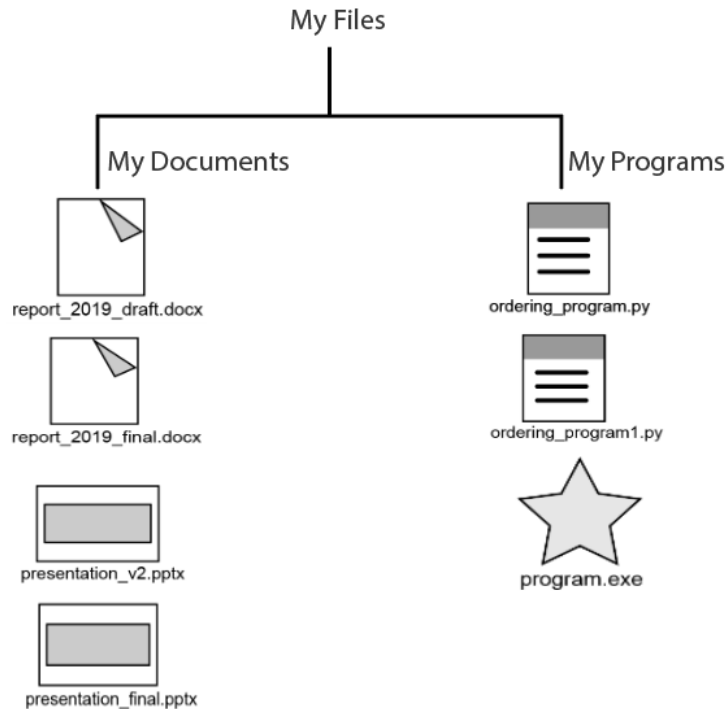 My Files
My Documents
report_2019_draft.docx
report_2019_final.docx
presentation_v2.pptx
presentation_final.pptx
My Programs
ordering_program.py
ordering_program1.py
program.exe